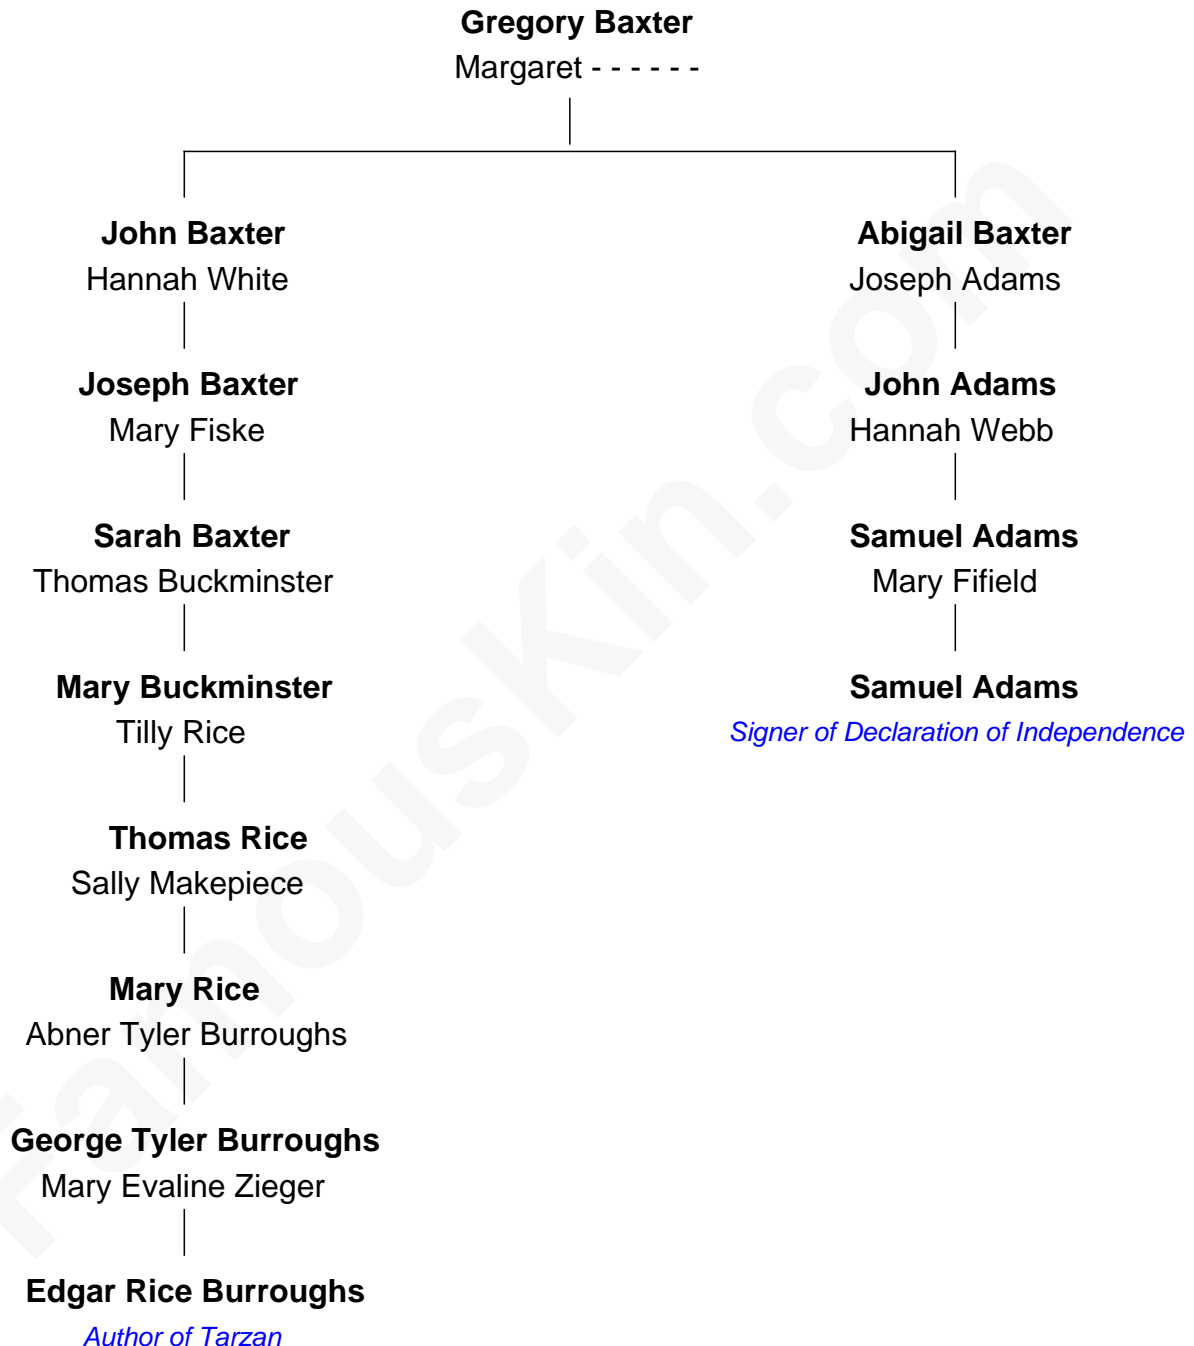 Gregory Baxter
Margaret - - - - - -
John Baxter
Hannah White
Abigail Baxter
Joseph Adams
Joseph Baxter
Mary Fiske
John Adams
Hannah Webb
Sarah Baxter
Thomas Buckminster
Samuel Adams
Mary Fifield
Mary Buckminster
Tilly Rice
Samuel Adams
Signer of Declaration of Independence
Thomas Rice
Sally Makepiece
Mary Rice
Abner Tyler Burroughs
George Tyler Burroughs
Mary Evaline Zieger
Edgar Rice Burroughs
Author of Tarzan
FamousKin.com